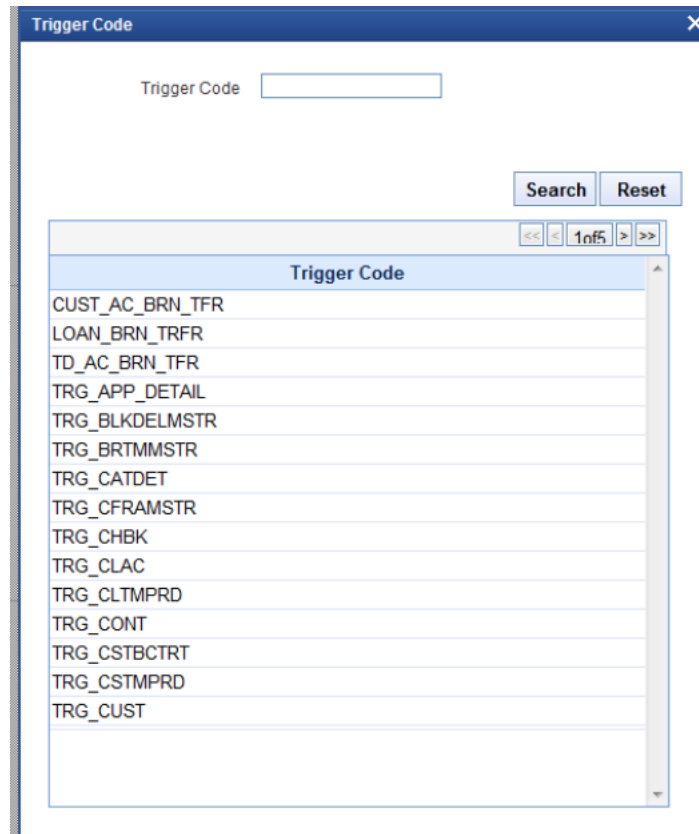 Trigger Code
Trigger Code
Search Reset
<< < 1of5 > >>
Trigger Code
CUST_AC_BRN_TFR
LOAN_BRN_TRFR
TD_AC_BRN_TFR
TRG_APP_DETAIL
TRG_BLKDELMSTR
TRG_BRTMMSTR
TRG_CATDET
TRG_CFRAMSTR
TRG_CHBK
TRG_CLAC
TRG_CLTMPRD
TRG_CONT
TRG_CSTBCTRT
TRG_CSTMPRD
TRG_CUST